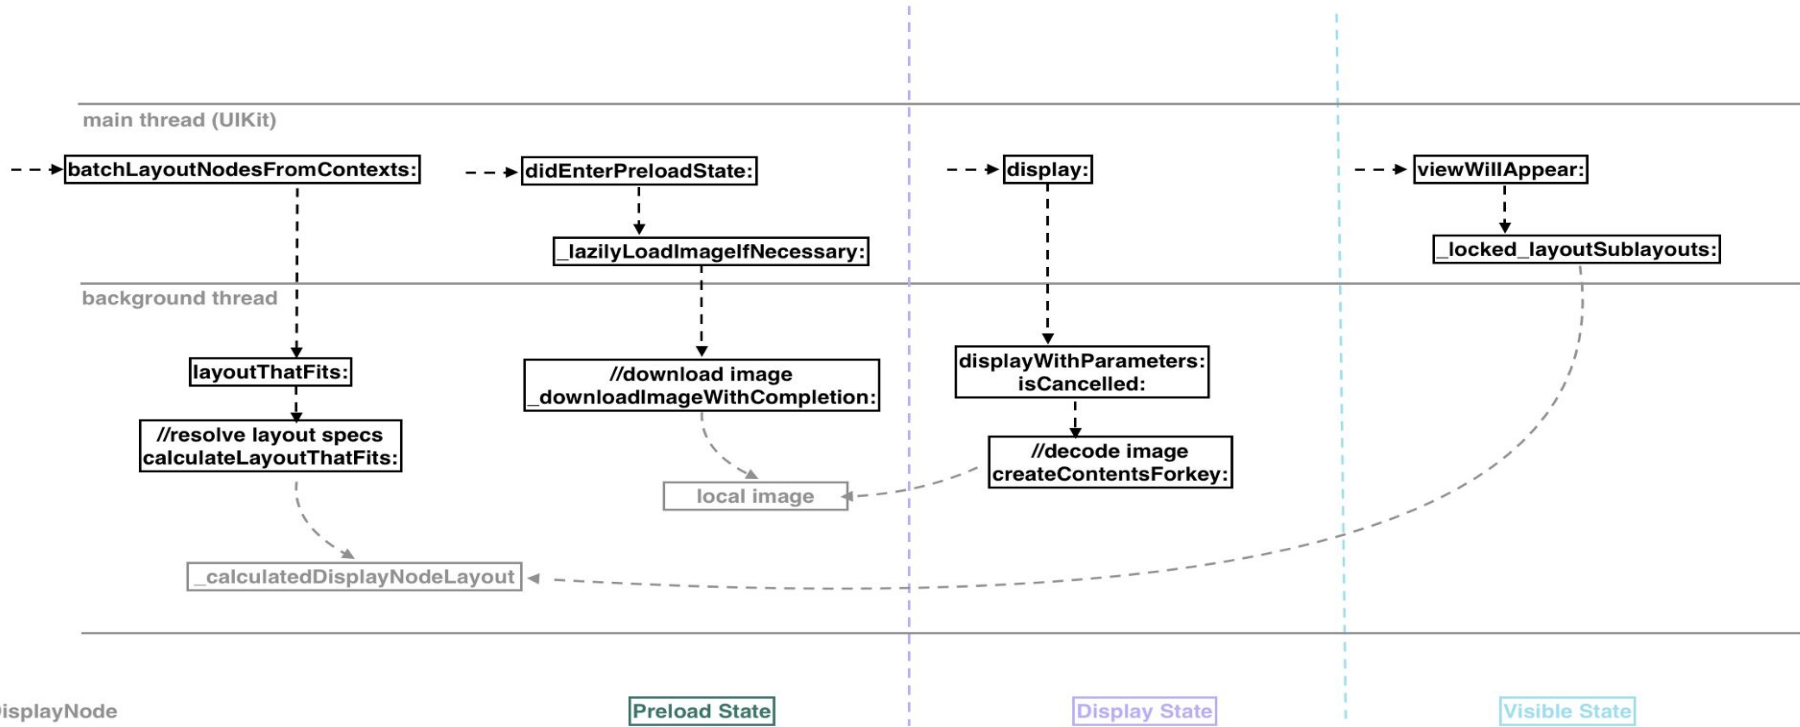 main thread (UIKit)
batchLayoutNodesFromContexts:
didEnterPreloadState:
display:
viewWillAppear:
_lazilyLoadImageIfNecessary:
_locked_layoutSublayouts:
background thread
layoutThatFits:
//download image
_downloadImageWithCompletion:
displayWithParameters:
isCancelled:
//resolve layout specs
calculateLayoutThatFits:
//decode image
createContentsForkey:
local image
_calculatedDisplayNodeLayout
DisplayNode
Preload State
Display State
Visible State